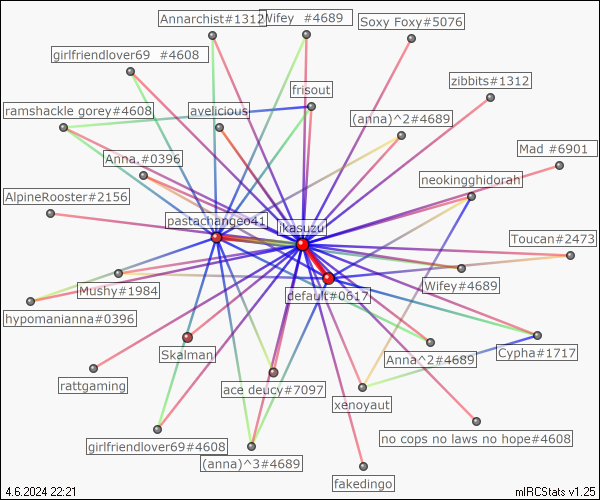 Annarchist#1312
Wifey  #4689
Soxy Foxy#5076
girlfriendlover69  #4608
zibbits#1312
frisout
ramshackle gorey#4608
avelicious
(anna)^2#4689
Mad  #6901
Anna.#0396
neokingghidorah
AlpineRooster#2156
pastachangeo41
jkasuzu
Toucan#2473
Mushy#1984
default#0617
Wifey#4689
hypomanianna#0396
Skalman
Anna^2#4689
Cypha#1717
rattgaming
ace deucy#7097
xenoyaut
girlfriendlover69#4608
(anna)^3#4689
no cops no laws no hope#4608
fakedingo
4.6.2024 22:21
mIRCStats v1.25